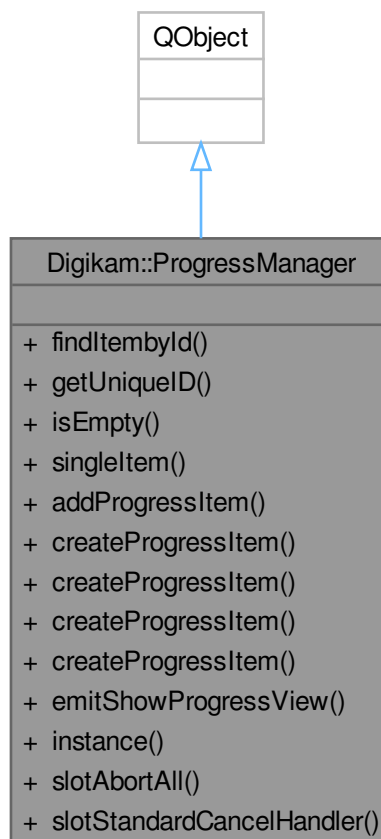 QObject
Digikam::ProgressManager
+ findItembyId()
+ getUniqueID()
+ isEmpty()
+ singleItem()
+ addProgressItem()
+ createProgressItem()
+ createProgressItem()
+ createProgressItem()
+ createProgressItem()
+ emitShowProgressView()
+ instance()
+ slotAbortAll()
+ slotStandardCancelHandler()